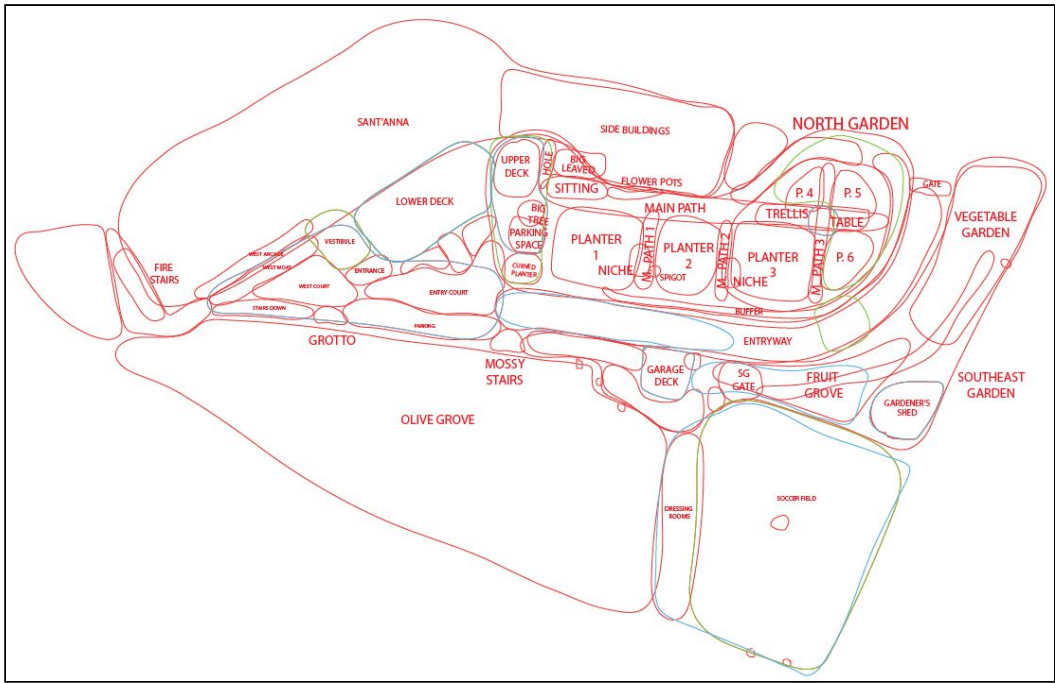 SANT'ANNA
SIDE BUILDINGS
NORTH GARDEN
UPPER
DECK
HOLE
BIG
LEAVED
SITTING
FLOWER POTS
GATE
P. 4
P. 5
VEGETABLE
GARDEN
LOWER DECK
BIG
TREE
PARKING
SPACE
MAIN PATH
TRELLIS
TABLE
PLANTER
1
NICHE
M. PATH 1
PLANTER
2
SPIGOT
M. PATH 2
PLANTER
3
NICHE
M. PATH 3
P. 6
VESTIBULE
WEST ARCADE
WEST MOAT
FIRE
STAIRS
ENTRANCE
CURVED
PLANTER
WEST COURT
ENTRY COURT
STAIRS DOWN
PARKING
BUFFER
ENTRYWAY
GROTTO
MOSSY
STAIRS
GARAGE
DECK
SG
GATE
FRUIT
GROVE
SOUTHEAST
GARDEN
GARDENER'S
SHED
OLIVE GROVE
DRESSING
ROOMS
SOCCER FIELD